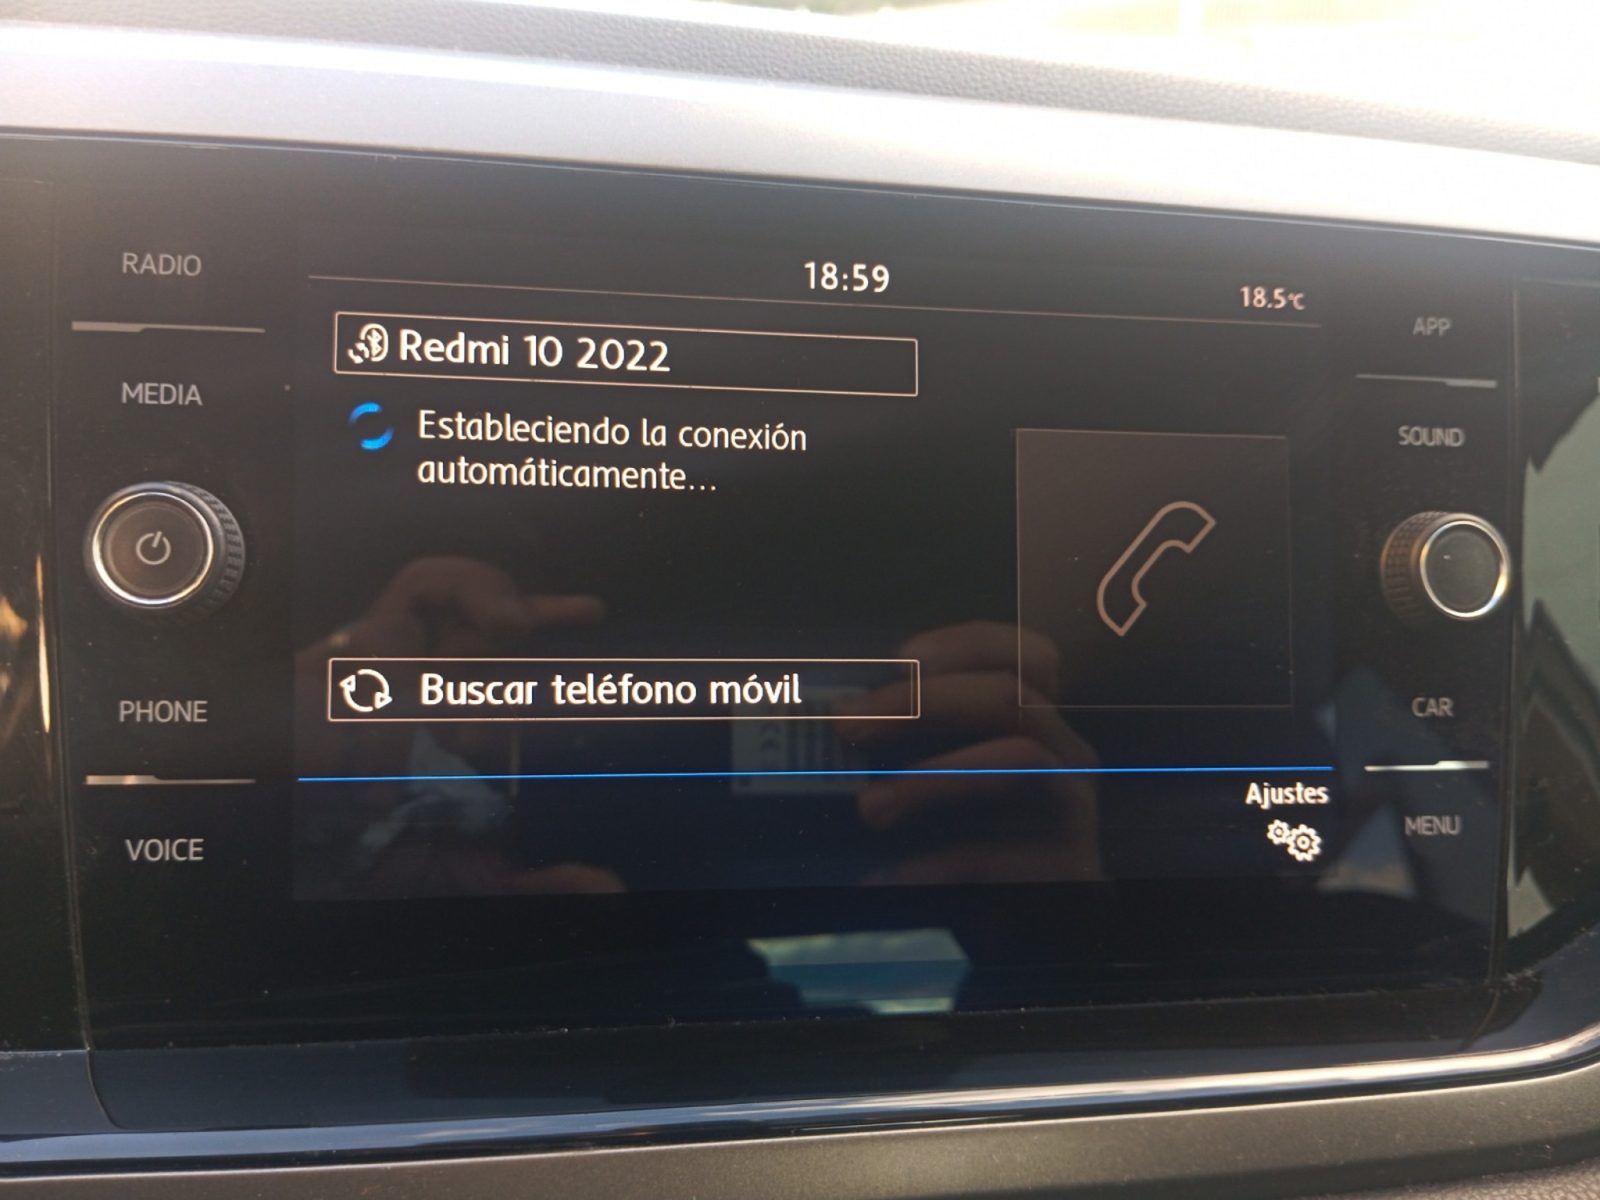 RADIO
MEDIA
PHONE
VOICE
18:59
18.5°C
Redmi 10 2022
Estableciendo la conexión
automáticamente...
Buscar teléfono móvil
Ajustes
APP
SOUND
CAR
MENU